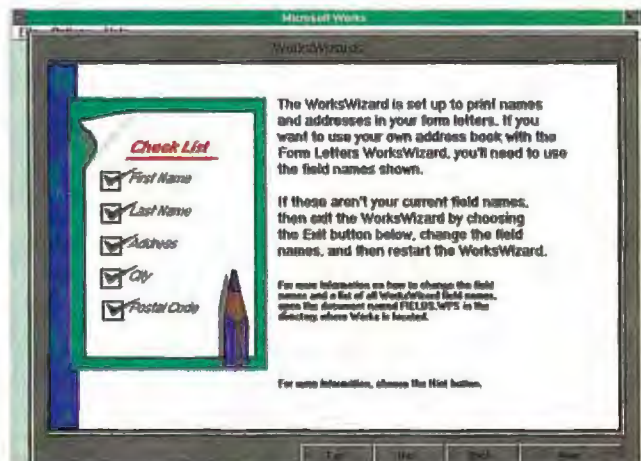 Microsoft Works
WorksWizards
The WorksWizard is set up to print names
and addresses in your form letters. If you
want to use your own address book with the
Form Letters WorksWizard, you'll need to use
the field names shown.
Check List
First Name
Last Name
Address
City
Postal Code
If these aren't your current field names,
then exit the WorksWizard by choosing
the Exit button below, change the field
names, and then restart the WorksWizard.
For more information on how to change the field
names and a list of all WorksWizard field names,
open the document named FIELDS.WPS in the
directory where Works is located.
For more information, choose the Hint button.